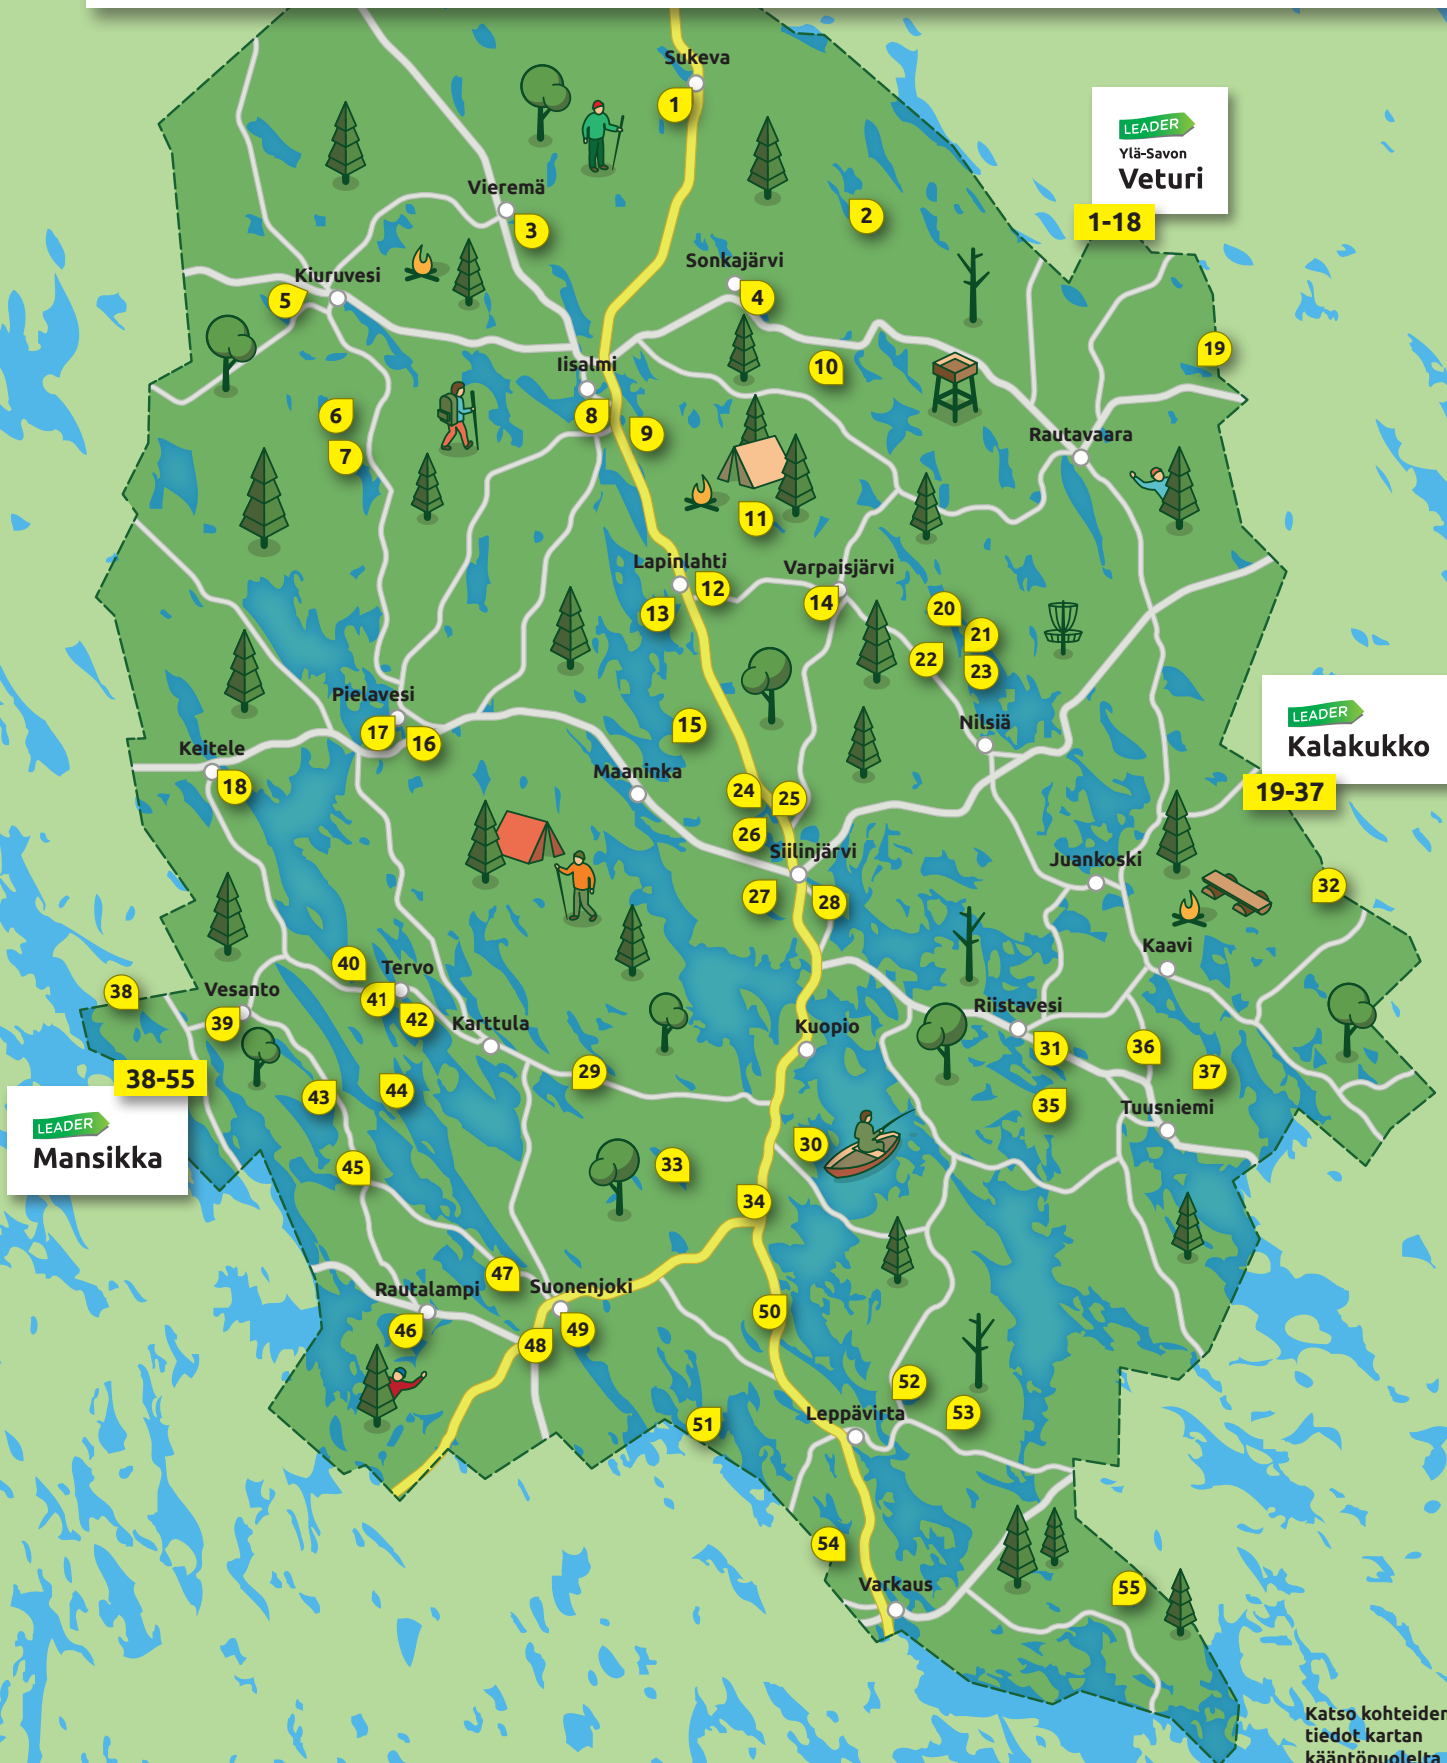 Sukeva
1
LEADER
Ylä-Savon
Veturi
1-18
Vieremä
2
3
Sonkajärvi
4
Kiuruvesi
5
19
Iisalmi
10
6
8
9
Rautavaara
7
11
Lapinlahti
12
Varpaisjärvi
14
13
20
21
22
23
Pielavesi
17
16
15
Nilsiä
LEADER
Kalakukko
19-37
Keitele
18
Maaninka
24
25
26
Siilinjärvi
Juankoski
27
28
32
Kaavi
40
Tervo
38
Vesanto
41
39
42
Karttula
Riistavesi
Kuopio
31
36
37
29
38-55
LEADER
Mansikka
43
44
35
Tuusniemi
30
45
33
34
47
Suonenjoki
Rautalampi
46
49
48
50
52
53
Leppävirta
51
54
Varkaus
55
Katso kohteiden
tiedot kartan
kääntöpuolelta